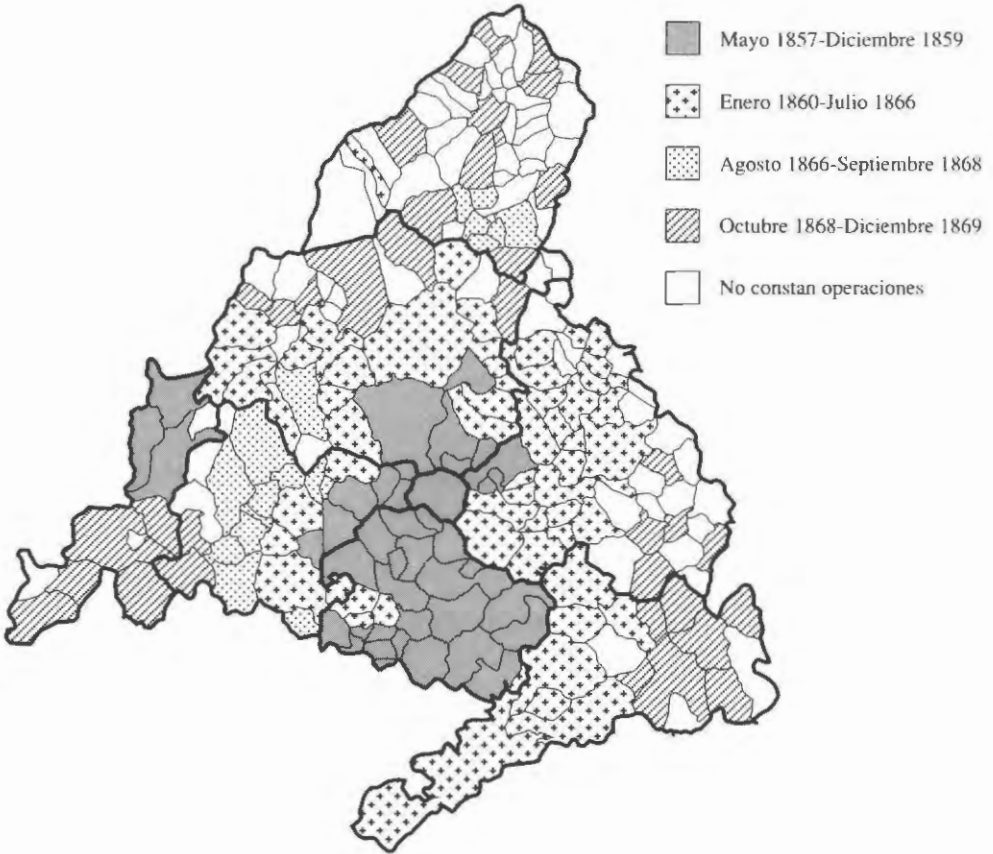 Mayo 1857-Diciembre 1859
Enero 1860-Julio 1866
Agosto 1866-Septiembre 1868
Octubre 1868-Diciembre 1869
No constan operaciones